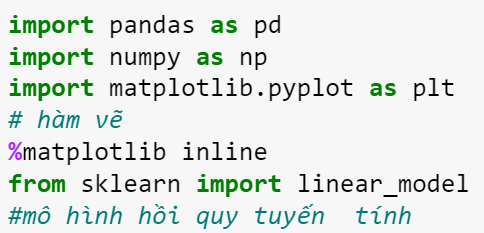 import pandas as pd
import numpy as np
import matplotlib.pyplot as plt
# hàm vẽ
%matplotlib inline
from sklearn import linear_model
#mô hình hồi quy tuyến  tính